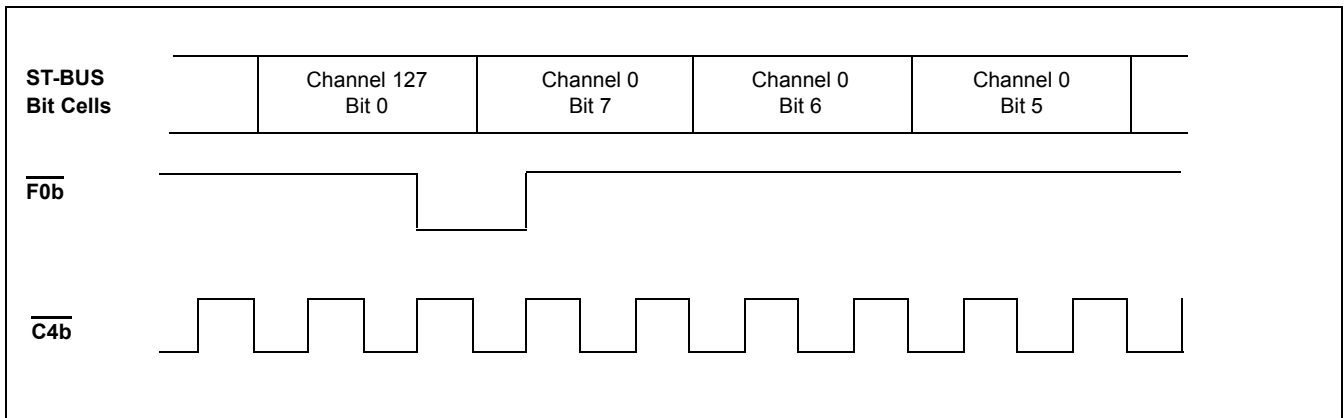 ST-BUS
Bit Cells
Channel 127
Bit 0
Channel 0
Bit 7
Channel 0
Bit 6
Channel 0
Bit 5
F0b
C4b